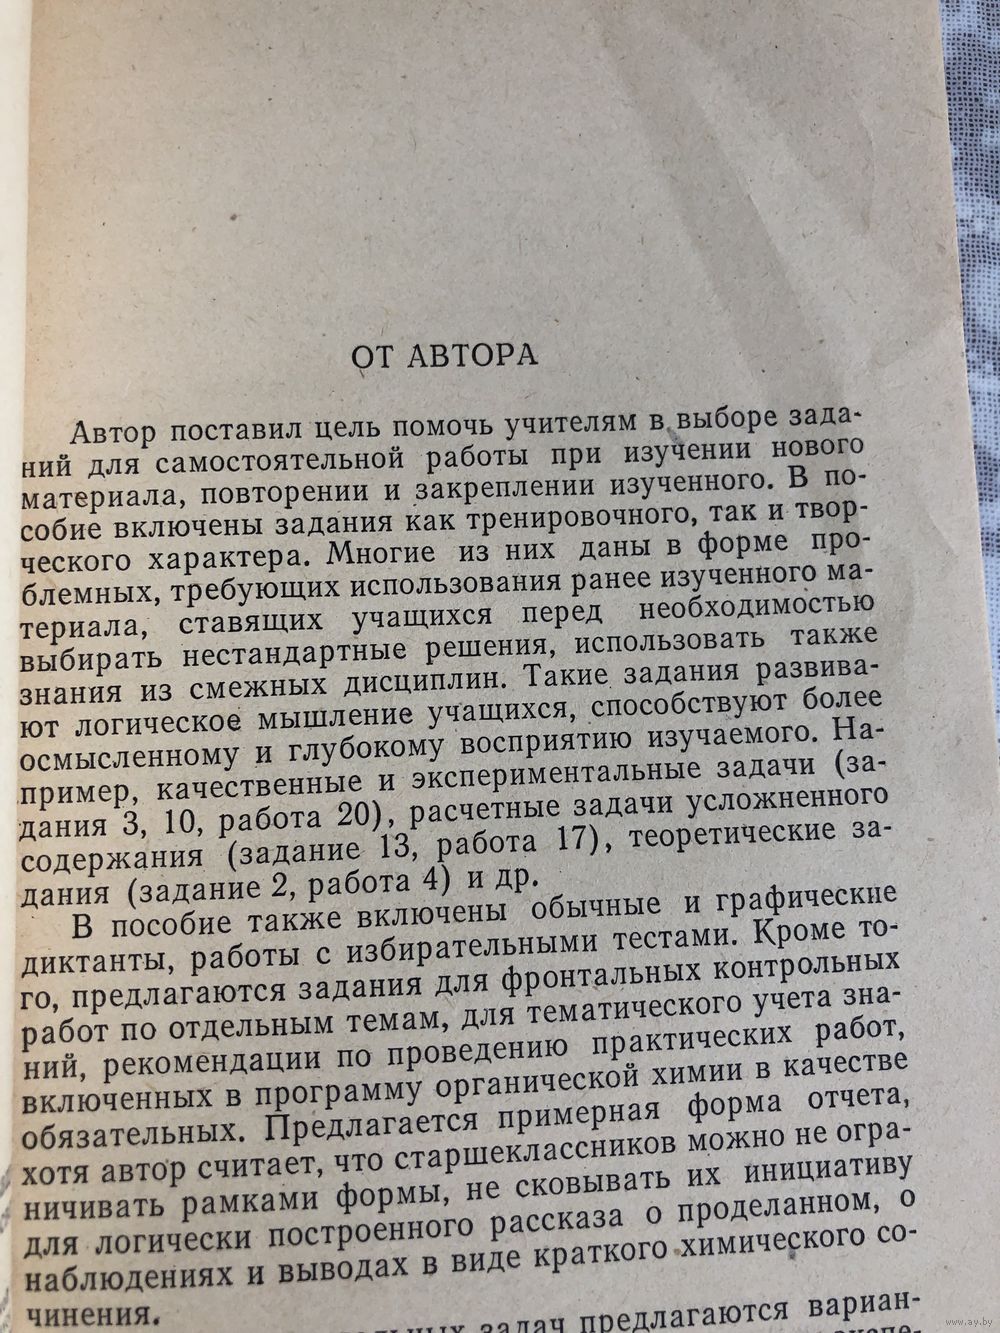 ОТ АВТОРА
Автор поставил цель помочь учителям в выборе зада-
ний для самостоятельной работы при изучении нового
материала, повторении и закреплении изученного. В по-
собие включены задания как тренировочного, так и твор-
ческого характера. Многие из них даны в форме про-
блемных, требующих использования ранее изученного ма-
териала, ставящих учащихся перед необходимостью
выбирать нестандартные решения, использовать также
знания из смежных дисциплин. Такие задания развива-
ют логическое мышление учащихся, способствуют более
осмысленному и глубокому восприятию изучаемого. На-
пример, качественные и экспериментальные задачи (за-
дания 3, 10, работа 20), расчетные задачи усложненного
содержания (задание 13, работа 17), теоретические за-
дания (задание 2, работа 4) и др.
В пособие также включены обычные и графические
диктанты, работы с избирательными тестами. Кроме то-
го, предлагаются задания для фронтальных контрольных
работ по отдельным темам, для тематического учета зна-
ний, рекомендации по проведению практических работ,
включенных в программу органической химии в качестве
обязательных. Предлагается примерная форма отчета,
хотя автор считает, что старшеклассников можно не огра-
ничивать рамками формы, не сковывать их инициативу
для логически построенного рассказа о проделанном, о
наблюдениях и выводах в виде краткого химического со-
чинения.
задач предлагаются вариан-
www.ay.by